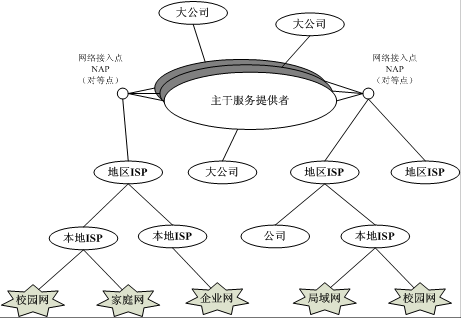 大公司
大公司
网络接入点
NAP
（对等点）
网络接入点
NAP
（对等点）
主干服务提供者
地区ISP
大公司
地区ISP
地区ISP
本地ISP
本地ISP
公司
本地ISP
校园网
家庭网
企业网
局域网
校园网